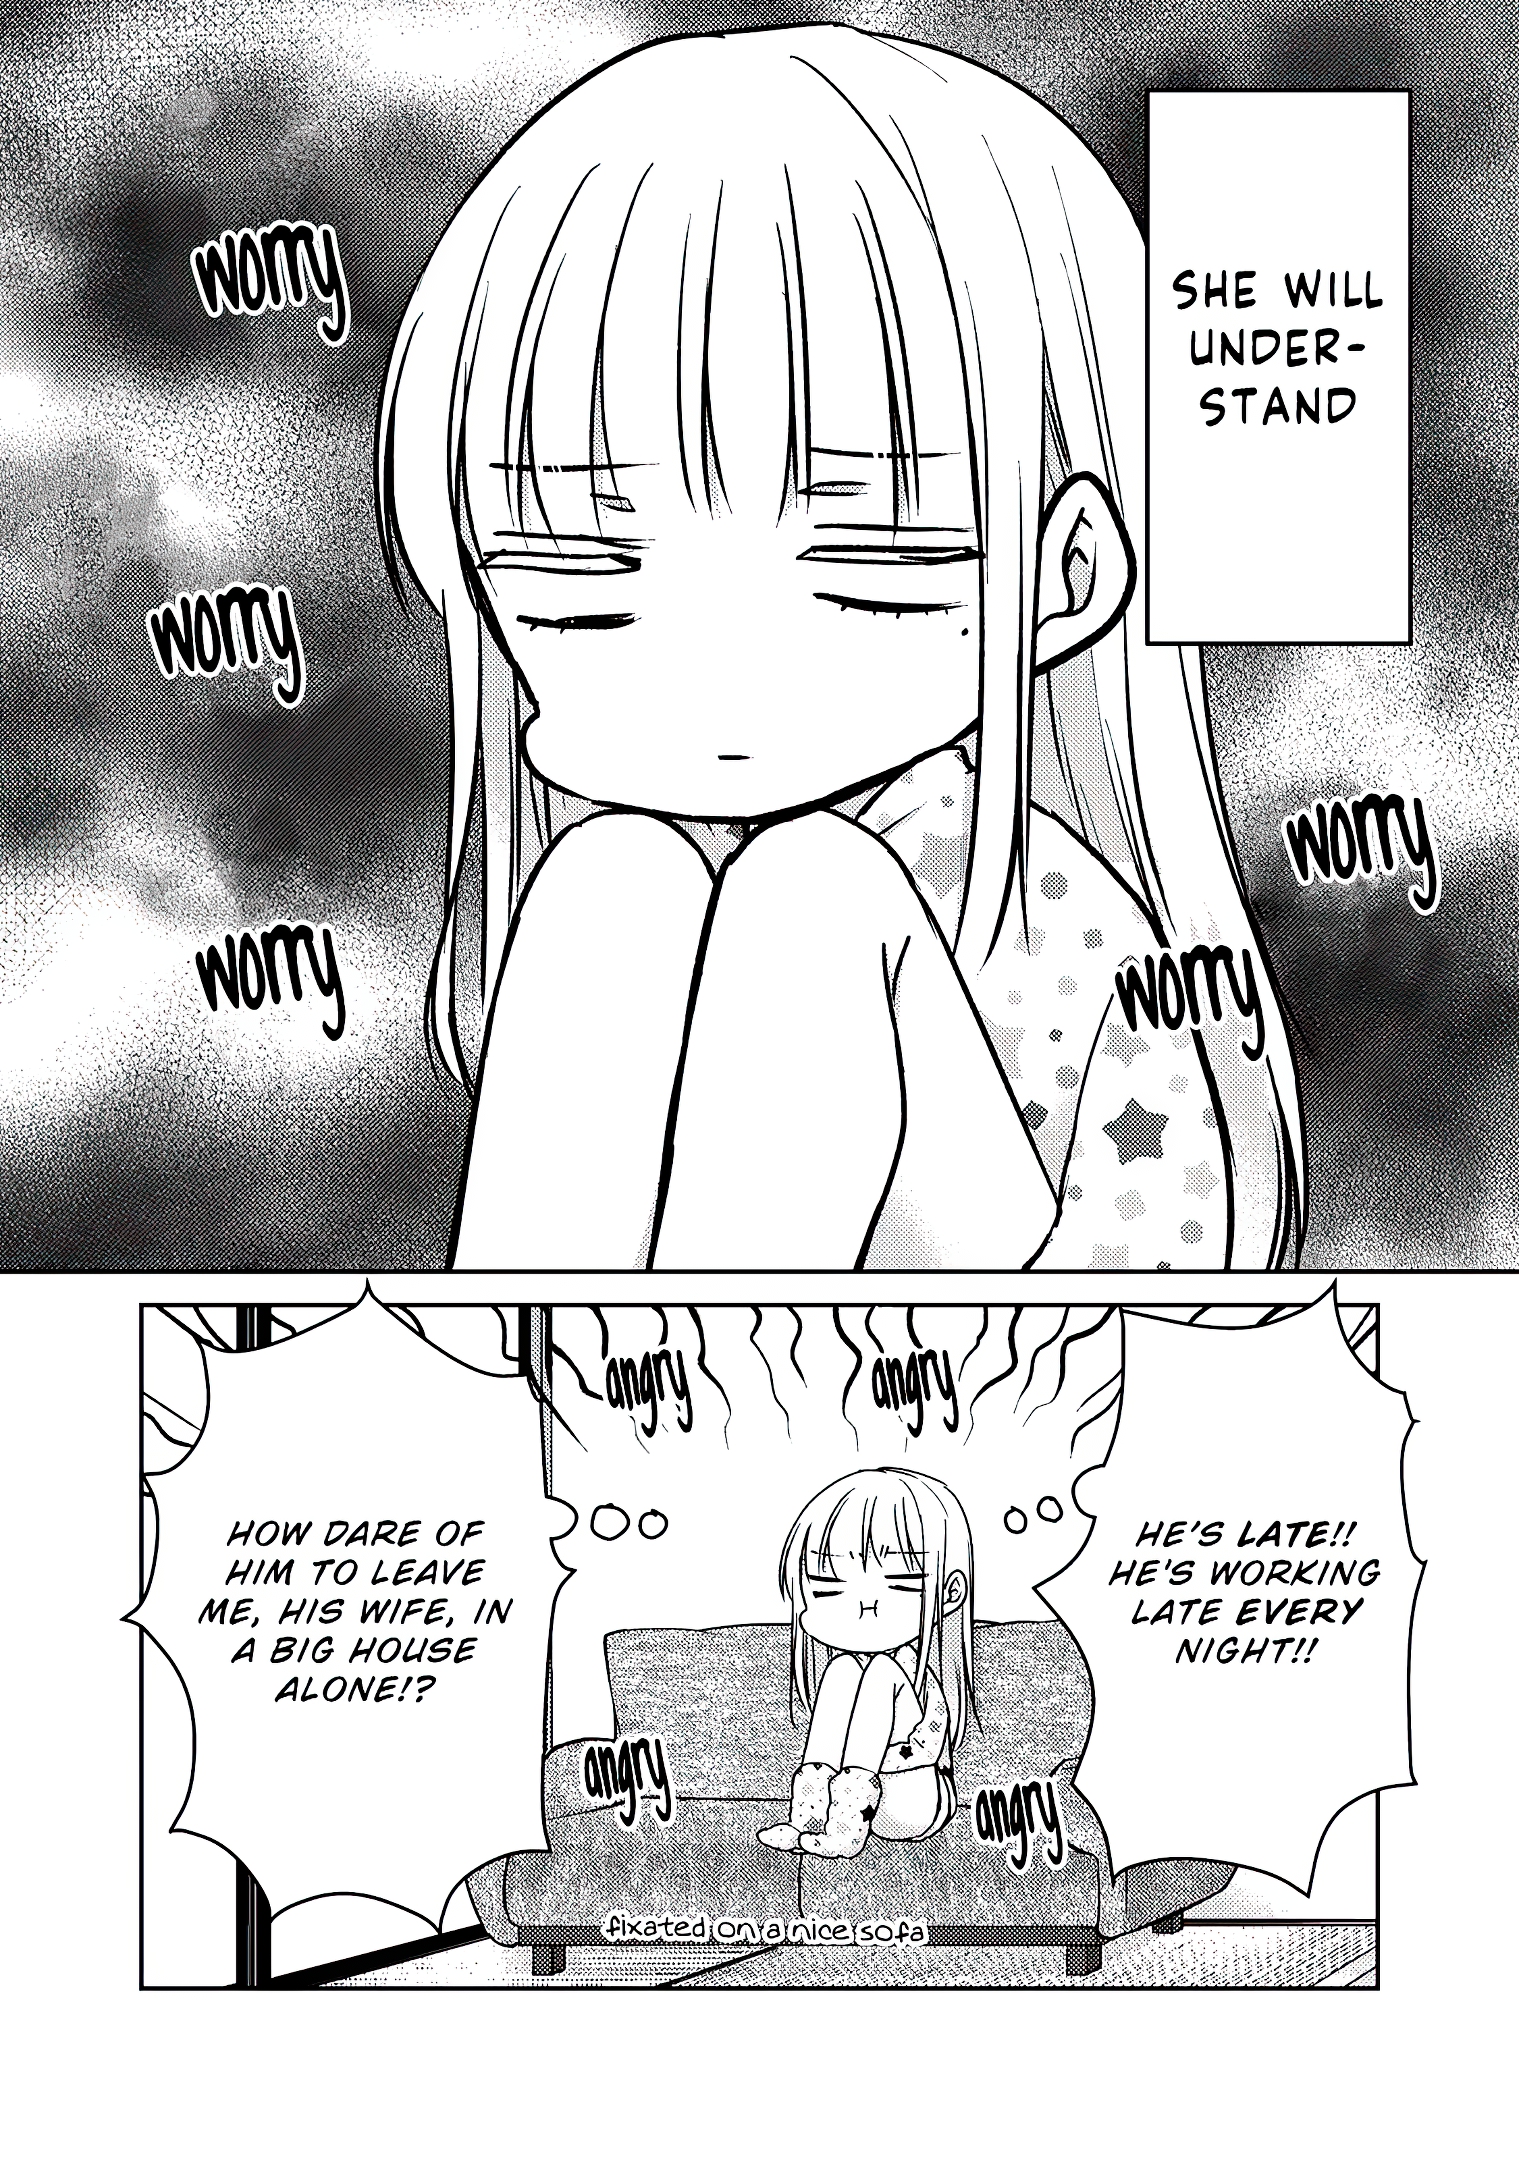 SHE WILL
UNDER-
STAND
worry
worry
worry
worry
worry
HE'S LATE!!
HE'S WORKING
LATE EVERY
NIGHT!!
angry
angry
HOW DARE OF
HIM TO LEAVE
ME, HIS WIFE, IN
A BIG HOUSE
ALONE!?
angry
angry
fixated on a nice sofa